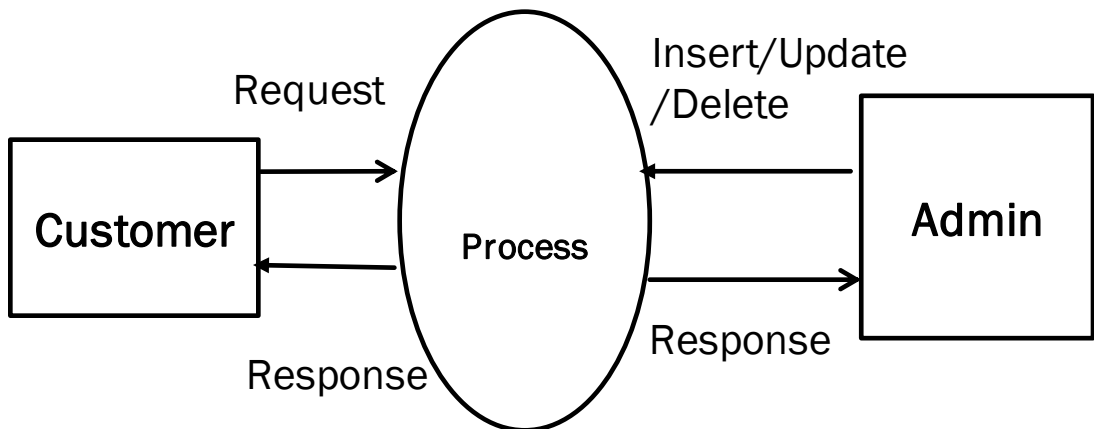 Request
Insert/Update
/Delete
Customer
Process
Admin
Response
Response